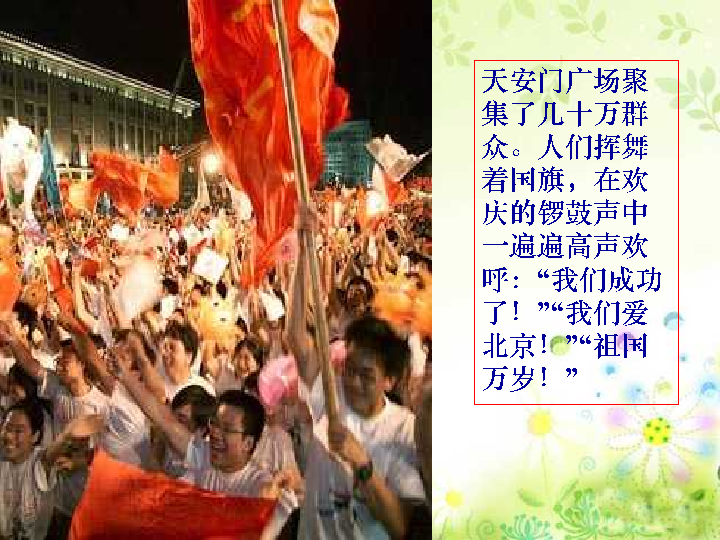 天安门广场聚
集了几十万群
众。人们挥舞
着国旗，在欢
庆的锣鼓声中
一遍遍高声欢
呼：“我们成功
了！”“我们爱
北京！”“祖国
万岁！”